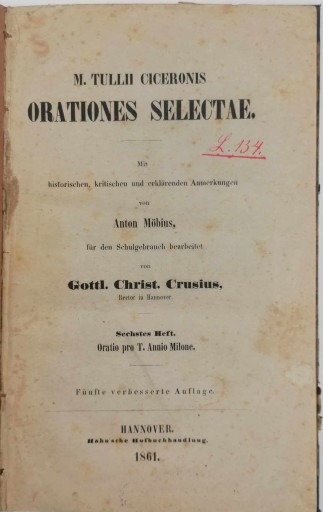 M. TULLII CICERONIS
ORATIONES SELECTAE.
L. 134.
Mit
historischen, kritischen und erklärenden Anmerkungen
von
Anton Möbius,
für den Schulgebrauch bearbeitet
von
Gottl. Christ. Crusius,
Rector in Hannover.
Sechstes Heft.
Oratio pro T. Annio Milone.
Fünfte verbesserte Auflage.
HANNOVER.
Hahn'sche Hofbuchhandlung.
1861.